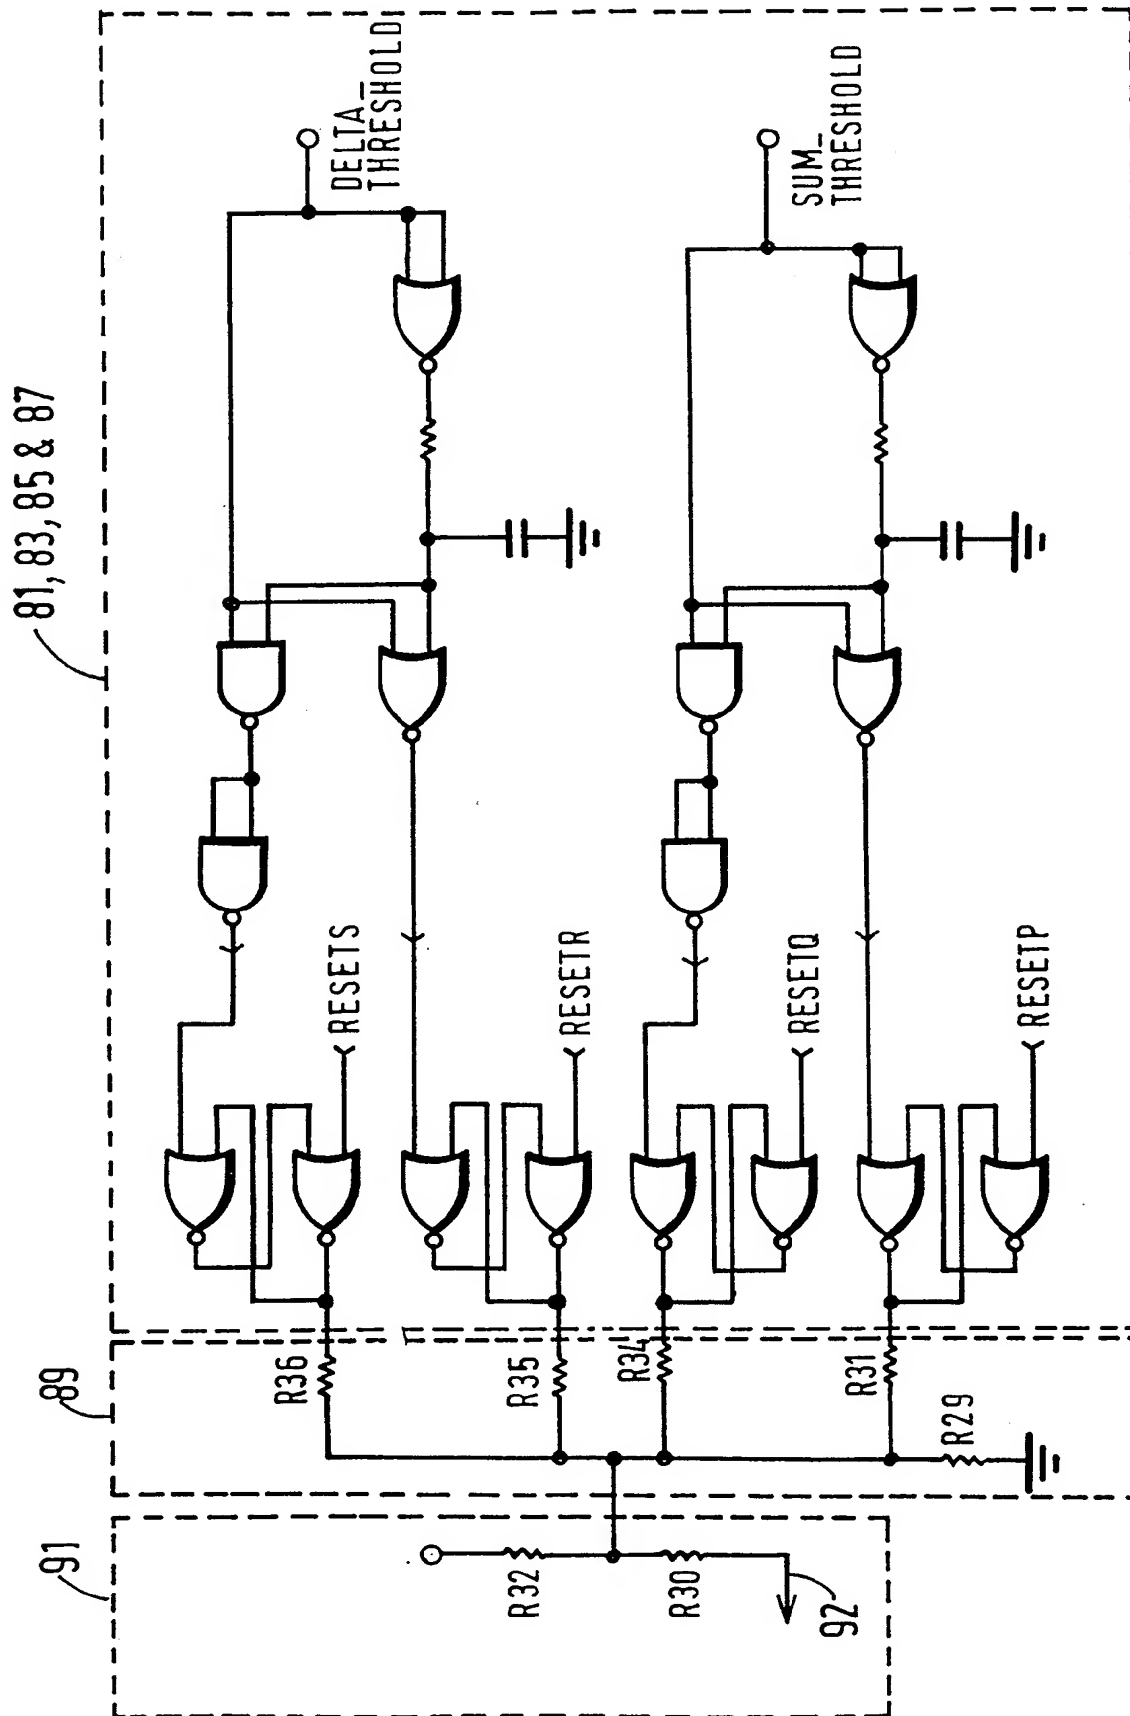 81, 83, 85 & 87
DELTA_
THRESHOLD
SUM_
THRESHOLD
RESETS
RESETR
RESETQ
RESETP
89
R36
R35
R34
R31
R29
91
R32
R30
92